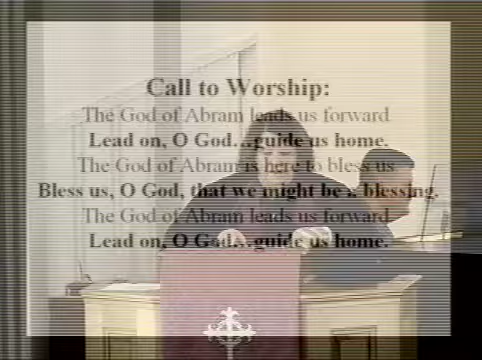 Call to Worship:
The God of Abram leads us forward
Lead on, O God...guide us home.
The God of Abram is here to bless us
Bless us, O God, that we might be a blessing.
The God of Abram leads us forward
Lead on, O God...guide us home.